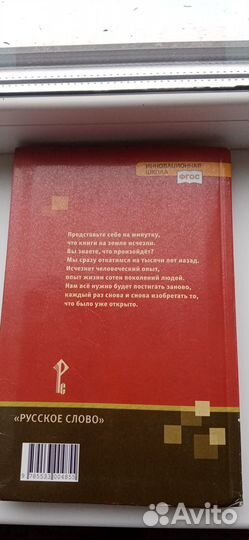 ИННОВАЦИОННАЯ
ШКОЛА
ФГОС
Представьте себе на минутку,
что книги на земле исчезли.
Вы знаете, что произойдёт?
Мы сразу откатимся на тысячи лет назад.
Исчезнет человеческий опыт,
опыт жизни сотен поколений людей.
Нам всё нужно будет постигать заново,
каждый раз снова и снова изобретать то,
что было уже открыто.
«РУССКОЕ СЛОВО»
Avito